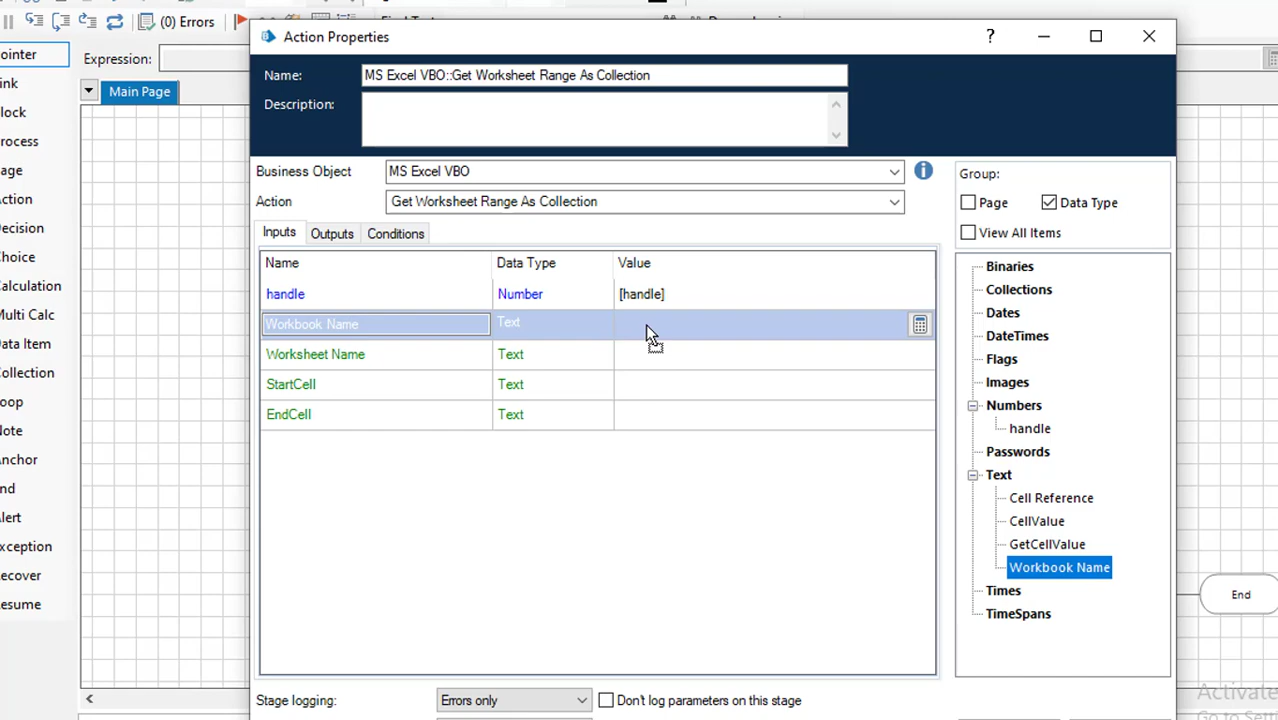 (0) Errors
Action Properties
?
Name:
MS Excel VBO::Get Worksheet Range As Collection
Description:
Expression:
Main Page
Business Object
MS Excel VBO
Action
Get Worksheet Range As Collection
Inputs
Outputs
Conditions
Name
Data Type
Value
handle
Number
[handle]
Workbook Name
Text
Worksheet Name
Text
StartCell
Text
EndCell
Text
Stage logging:
Errors only
Don't log parameters on this stage
Group:
Page
Data Type
View All Items
Binaries
Collections
Dates
DateTimes
Flags
Images
Numbers
handle
Passwords
Text
Cell Reference
CellValue
GetCellValue
Workbook Name
Times
TimeSpans
ointer
ink
lock
rocess
age
ction
ecision
hoice
alculation
ulti Calc
ata Item
ollection
oop
ote
nchor
nd
lert
xception
ecover
esume
End
Activate